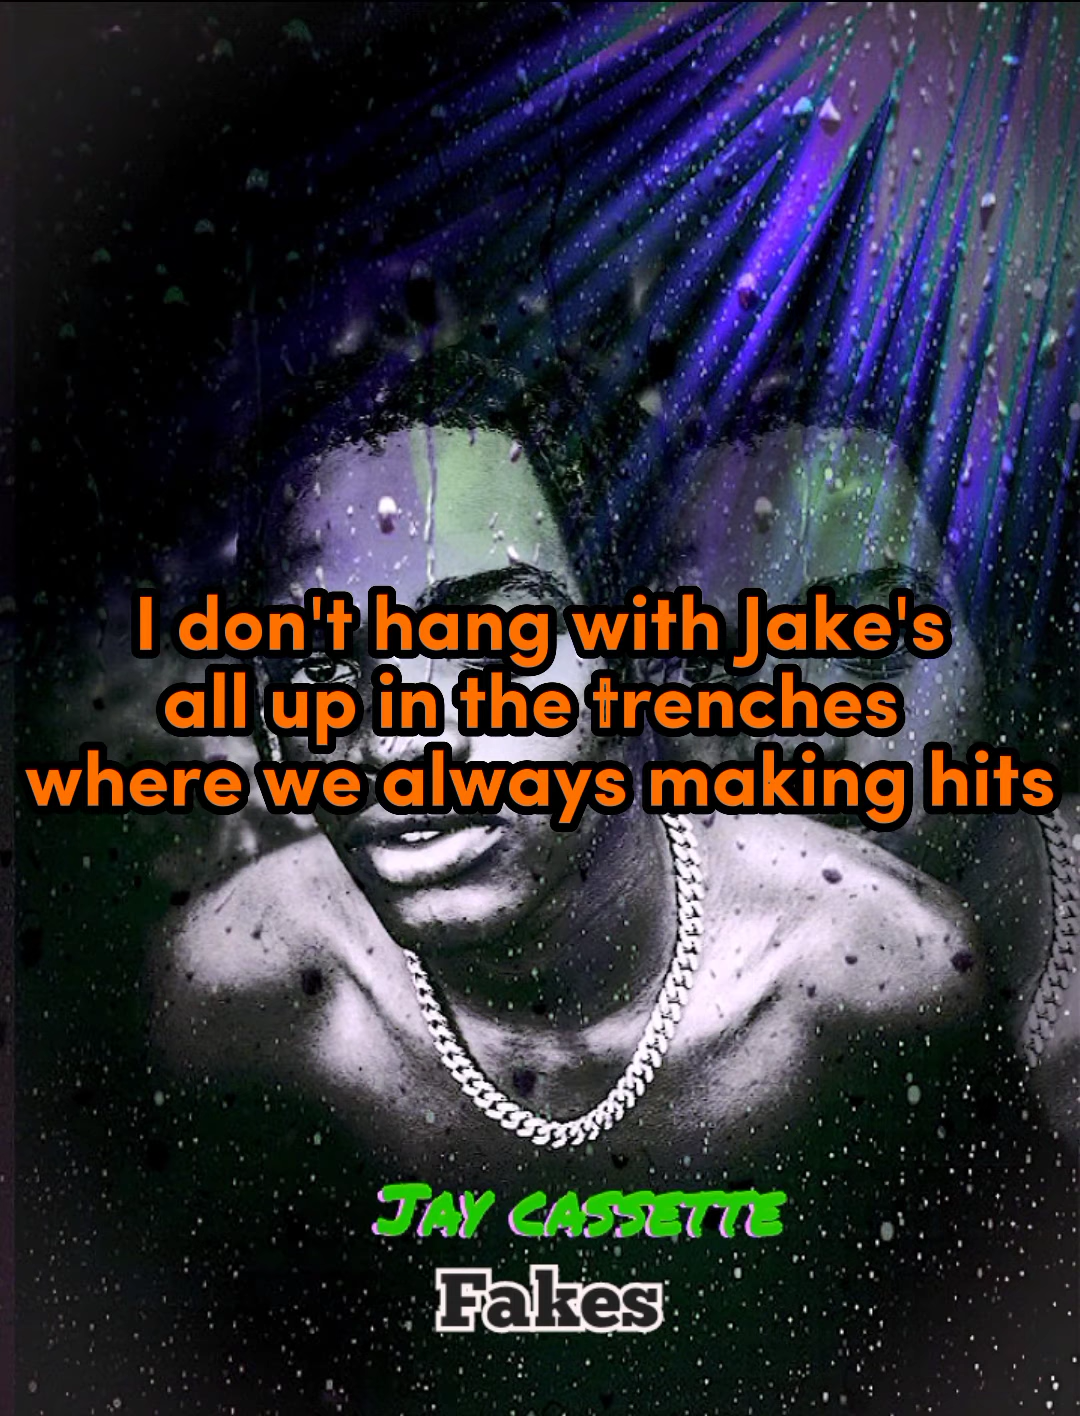 I don't hang with Jake's
all up in the trenches
where we always making hits
JAY CASSETTE
Fakes